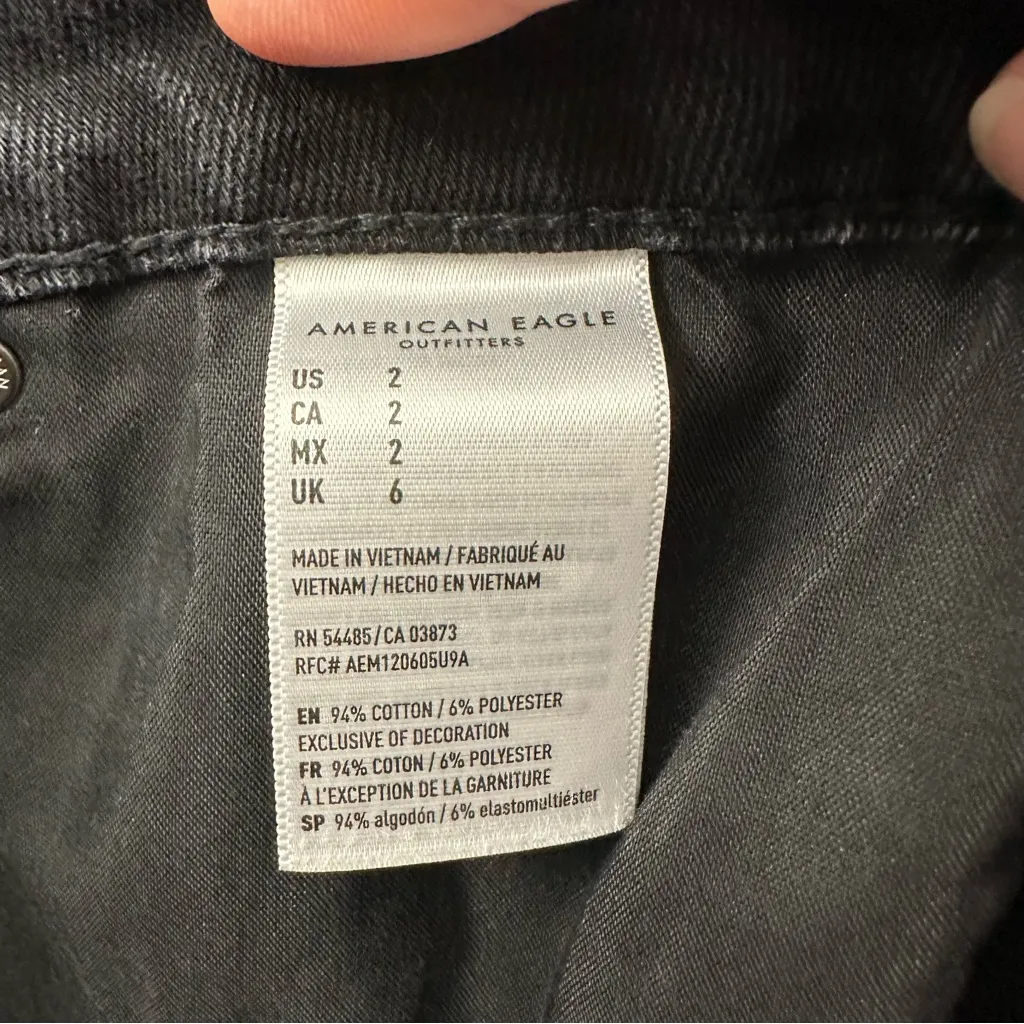 AMERICAN EAGLE
OUTFITTERS
US 2
CA 2
MX 2
UK 6
MADE IN VIETNAM / FABRIQUÉ AU
VIETNAM / HECHO EN VIETNAM
RN 54485/CA 03873
RFC# AEM120605U9A
EN 94% COTTON / 6% POLYESTER
EXCLUSIVE OF DECORATION
FR 94% COTON / 6% POLYESTER
À L'EXCEPTION DE LA GARNITURE
SP 94% algodón / 6% elastomultiéster